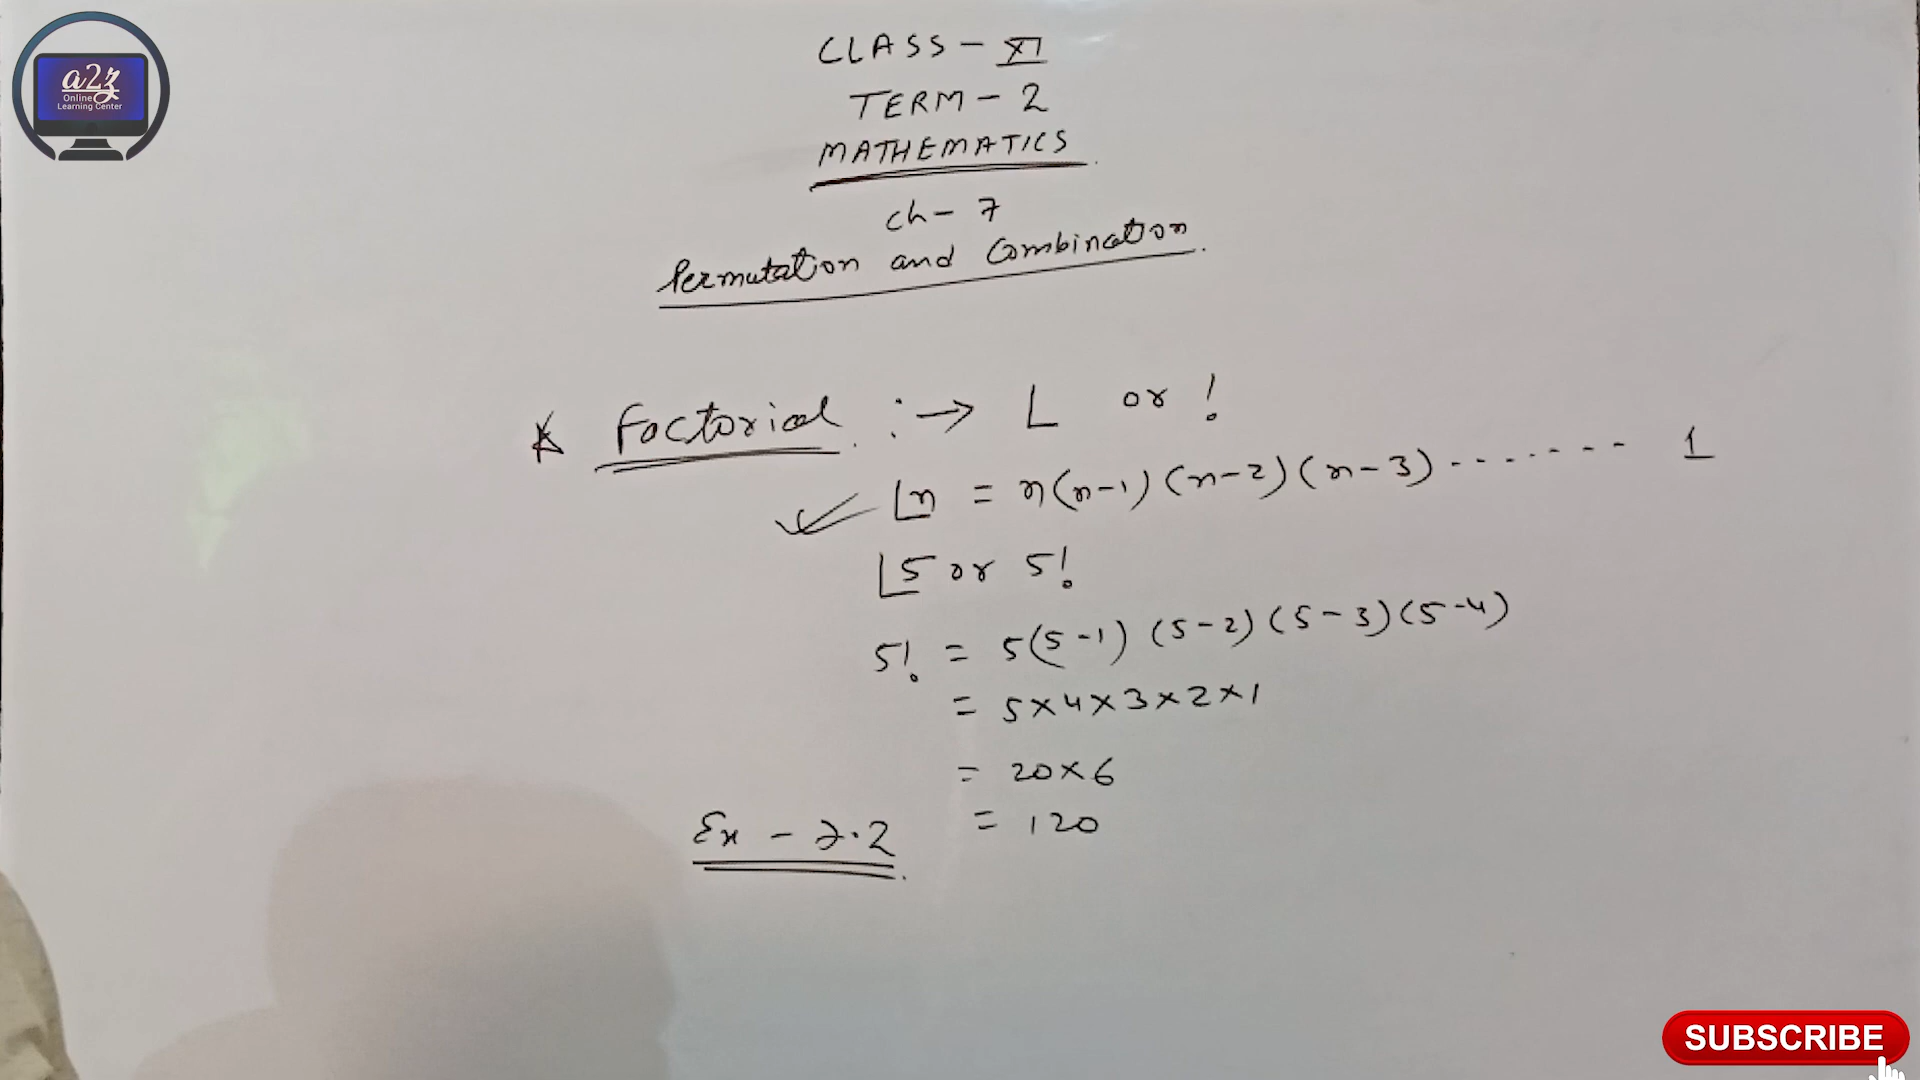 a2z
Online
Learning Center
CLASS - XI
TERM - 2
MATHEMATICS
ch - 7
Permutation and Combination.
* Factorial :→ L or !
⌊n = n(n-1)(n-2)(n-3)------- 1
⌊5 or 5!
5! = 5(5-1)(5-2)(5-3)(5-4)
= 5×4×3×2×1
= 20×6
= 120
Ex - 7.2
SUBSCRIBE